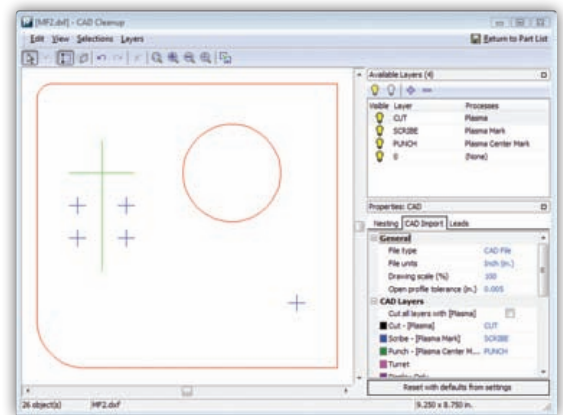 [MF2.dxf] - CAD Cleanup
Edit View Selections Layers
Return to Part List
Available Layers (4)
Visible Layer Processes
CUT Plasma
SCRIBE Plasma Mark
PUNCH Plasma Center Mark
0 (None)
Properties: CAD
Nesting CAD Import Leads
General
File type CAD File
File units Inch (in.)
Drawing scale (%) 100
Open profile tolerance (in.) 0.005
CAD Layers
Cut all layers with [Plasma]
Cut - [Plasma] CUT
Scribe - [Plasma Mark] SCRIBE
Punch - [Plasma Center M... PUNCH
Turret
Display Only
Reset with defaults from settings
26 object(s) MF2.dxf 9.250 x 8.750 in.